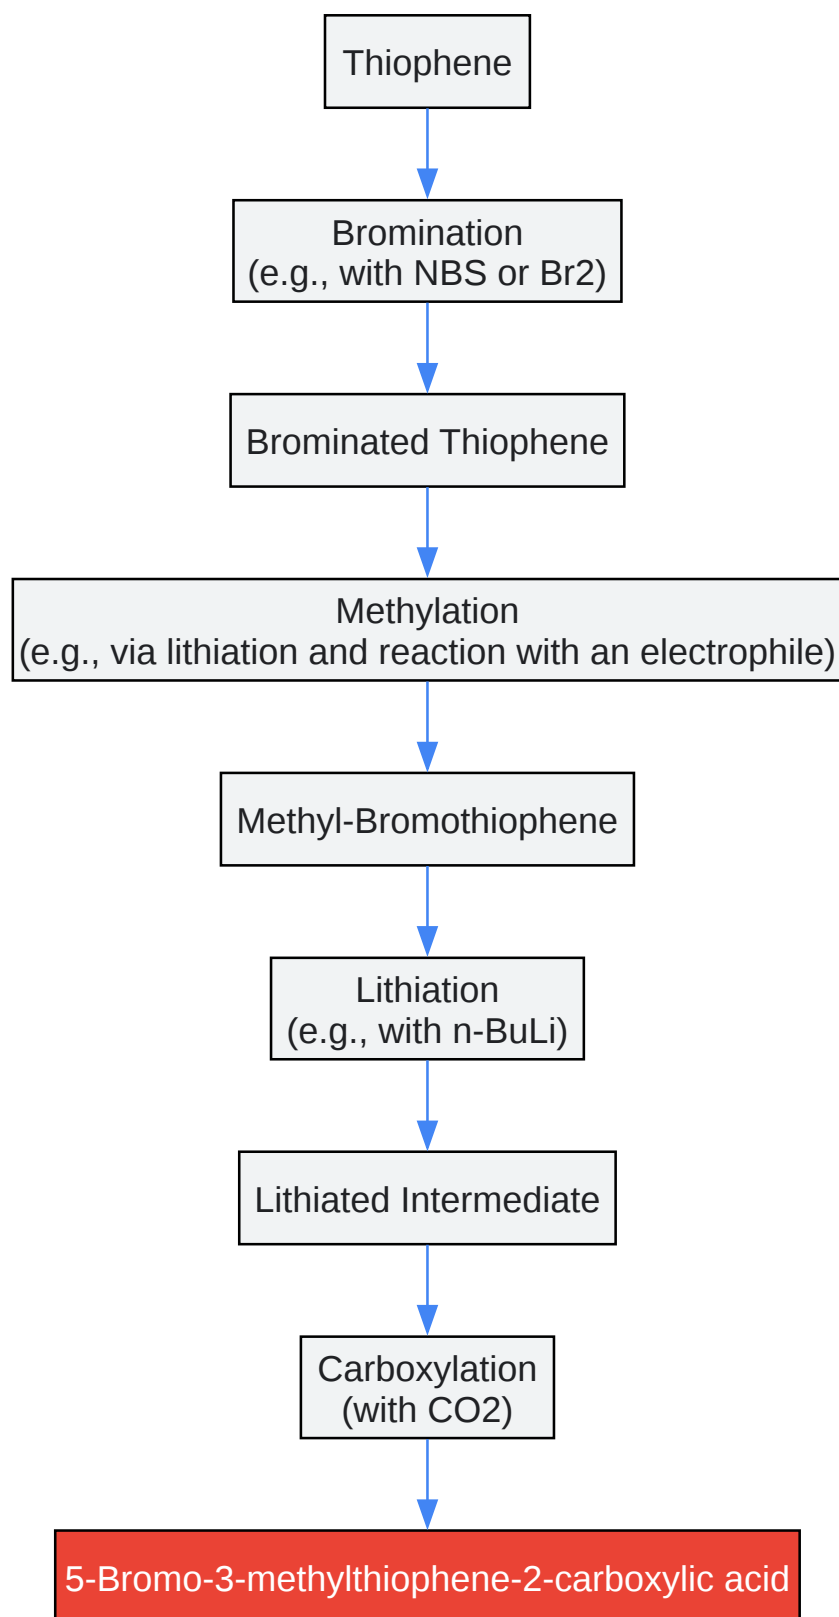 Thiophene
Bromination
(e.g., with NBS or Br2)
Brominated Thiophene
Methylation
(e.g., via lithiation and reaction with an electrophile)
Methyl-Bromothiophene
Lithiation
(e.g., with n-BuLi)
Lithiated Intermediate
Carboxylation
(with CO2)
5-Bromo-3-methylthiophene-2-carboxylic acid